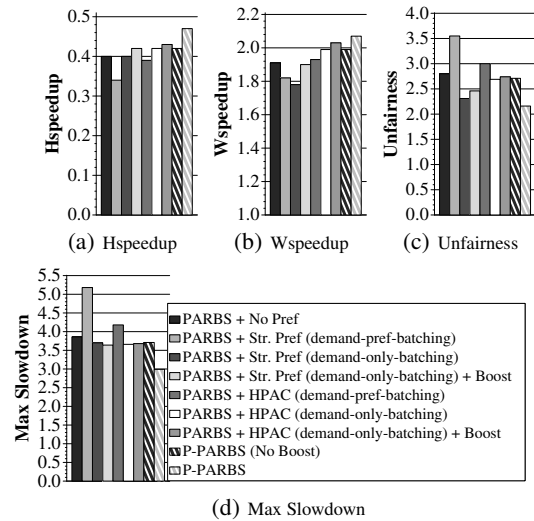 Hspeedup
0.5
0.4
0.3
0.2
0.1
0.0
(a) Hspeedup
Wspeedup
2.2
2.0
1.8
1.6
1.4
1.2
1.0
(b) Wspeedup
Unfairness
4.0
3.5
3.0
2.5
2.0
1.5
1.0
0.5
0.0
(c) Unfairness
Max Slowdown
5.5
5.0
4.5
4.0
3.5
3.0
2.5
2.0
1.5
1.0
0.5
0.0
PARBS + No Pref
PARBS + Str. Pref (demand-pref-batching)
PARBS + Str. Pref (demand-only-batching)
PARBS + Str. Pref (demand-only-batching) + Boost
PARBS + HPAC (demand-pref-batching)
PARBS + HPAC (demand-only-batching)
PARBS + HPAC (demand-only-batching) + Boost
P-PARBS (No Boost)
P-PARBS
(d) Max Slowdown